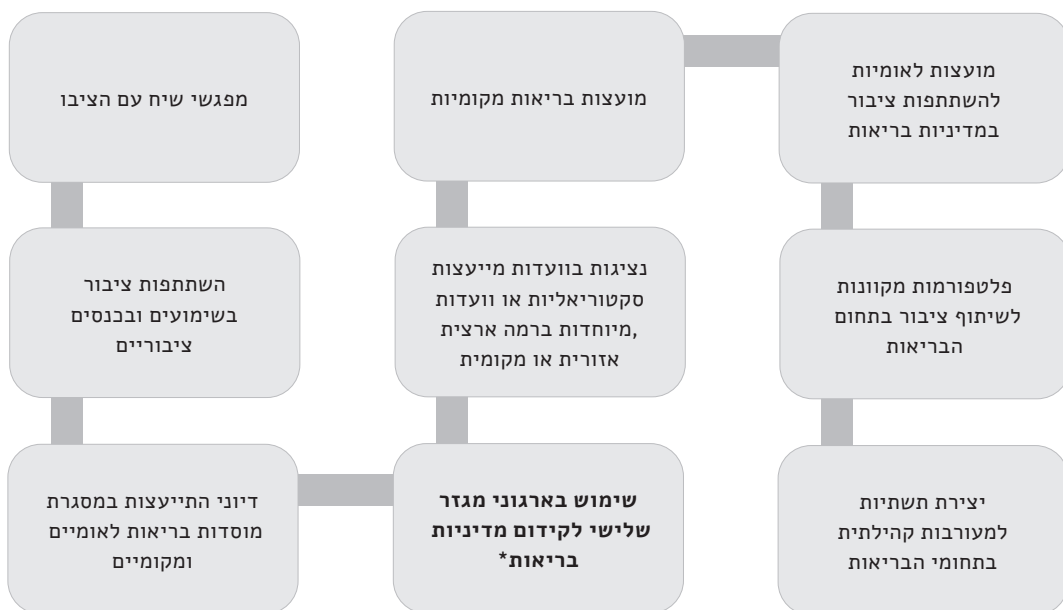 מועצות לאומיות
להשתתפות ציבור
במדיניות בריאות
מועצות בריאות מקומיות
מפגשי שיח עם הציבו
פלטפורמות מקוונות
לשיתוף ציבור בתחום
הבריאות
נציגות בוועדות מייעצות
סקטוריאליות או וועדות
,מיוחדות ברמה ארצית
אזורית או מקומית
השתתפות ציבור
בשימועים ובכנסים
ציבוריים
יצירת תשתיות
למעורבות קהילתית
בתחומי הבריאות
שימוש בארגוני מגזר
שלישי לקידום מדיניות
בריאות*
דיוני התייעצות במסגרת
מוסדות בריאות לאומיים
ומקומיים